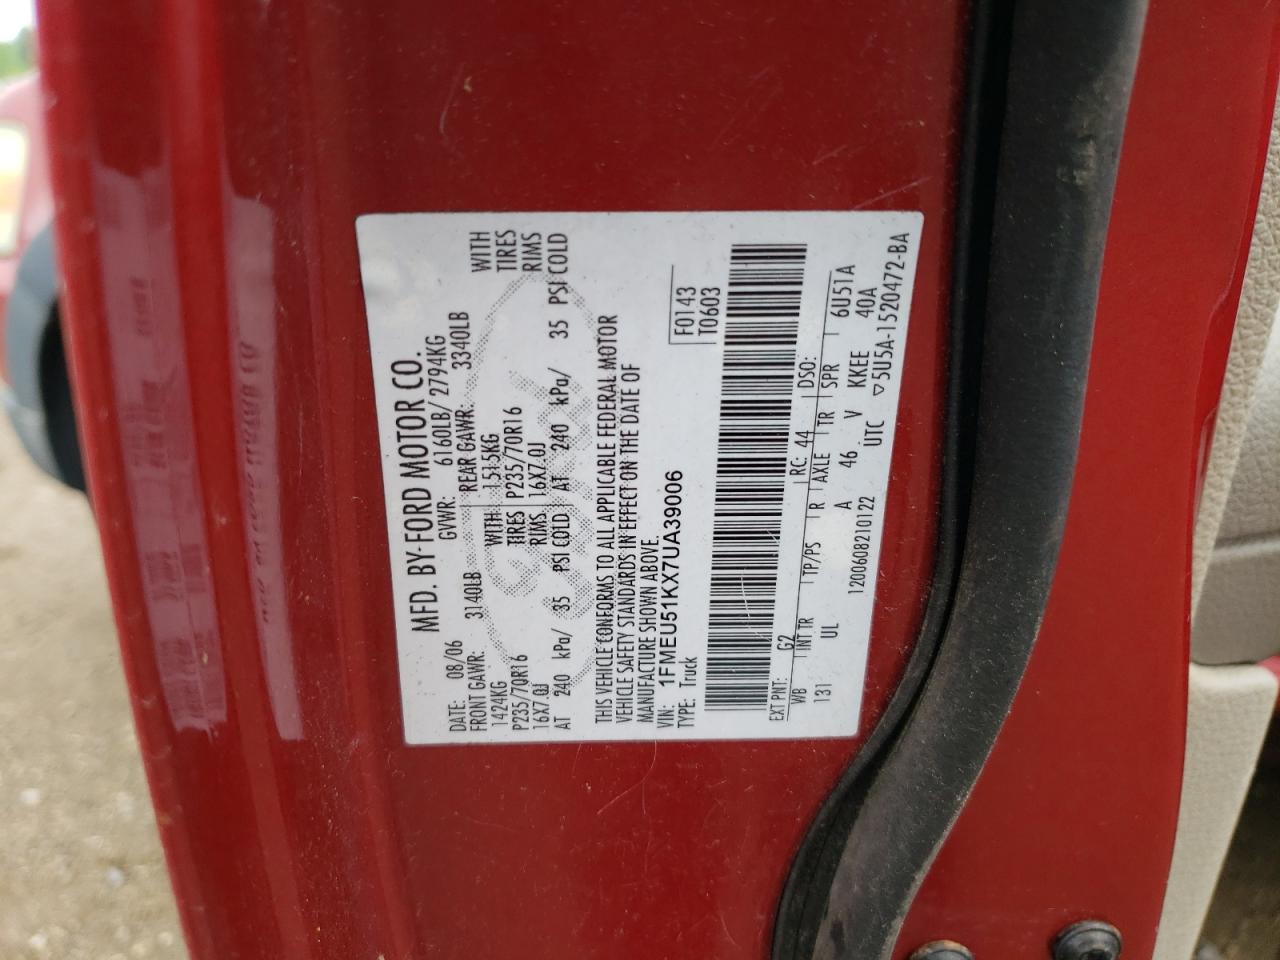 MFD. BY-FORD MOTOR CO.
DATE: 08/06 GVWR: 6160LB/ 2794KG
FRONT GAWR: 3140LB REAR GAWR: 3340LB
1424KG WITH 1515KG WITH
P235/70R16 TIRES P235/70R16 TIRES
16X7.0J RIMS 16X7.0J RIMS
AT 240 kPa/ 35 PSI COLD AT 240 kPa/ 35 PSI COLD
THIS VEHICLE CONFORMS TO ALL APPLICABLE FEDERAL MOTOR
VEHICLE SAFETY STANDARDS IN EFFECT ON THE DATE OF
MANUFACTURE SHOWN ABOVE.
VIN: 1FMEU51KX7UA39006 F0143
TYPE: Truck T0603
EXT PNT: G2 RC: 44 DSO:
WB INT TR TP/PS R AXLE TR SPR 6U51A
131 UL A 46 V KKEE 40A
120060821012​2 UTC ▽5U5A-1520472-BA